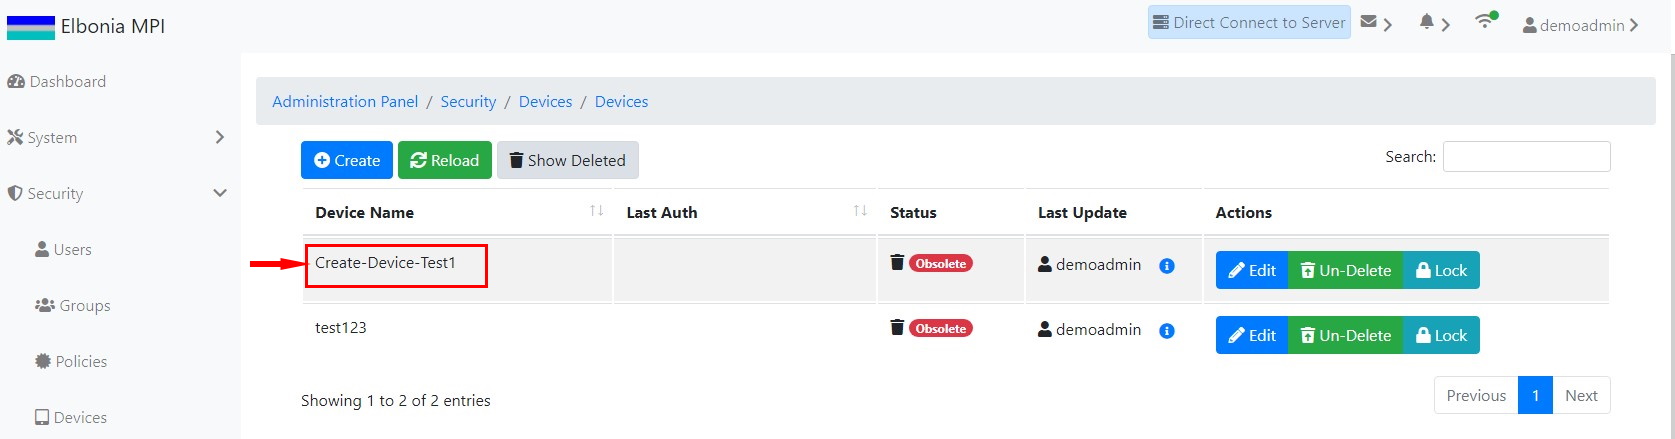 Elbonia MPI
Direct Connect to Server
demoadmin
Dashboard
System
Security
Users
Groups
Policies
Devices
Administration Panel / Security / Devices / Devices
Create Reload Show Deleted
Search:
Device Name Last Auth Status Last Update Actions
Create-Device-Test1 Obsolete demoadmin Edit Un-Delete Lock
test123 Obsolete demoadmin Edit Un-Delete Lock
Showing 1 to 2 of 2 entries
Previous 1 Next